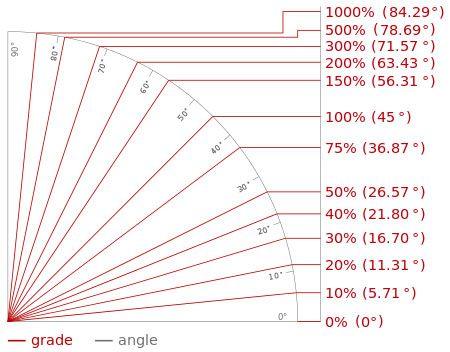 1000% (84.29°)
500% (78.69°)
300% (71.57 °)
200% (63.43 °)
150% (56.31 °)
100% (45 °)
75% (36.87 °)
50% (26.57 °)
40% (21.80 °)
30% (16.70 °)
20% (11.31 °)
10% (5.71 °)
0% (0°)
90°
80°
70°
60°
50°
40°
30°
20°
10°
0°
grade
angle